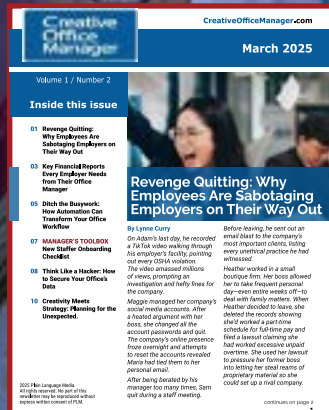 Creative
Office
Manager
CreativeOfficeManager.com
March 2025
Volume 1 / Number 2
Inside this issue
01 Revenge Quitting:
Why Employees Are
Sabotaging Employers on
Their Way Out
03 Key Financial Reports
Every Employer Needs
from Their Office
Manager
05 Ditch the Busywork:
How Automation Can
Transform Your Office
Workflow
07 MANAGER'S TOOLBOX
New Staffer Onboarding
Checklist
08 Think Like a Hacker: How
to Secure Your Office's
Data
10 Creativity Meets
Strategy: Planning for the
Unexpected.
2025 Plain Language Media.
All rights reserved. No part of this
newsletter may be reproduced without
express written consent of PLM.
Revenge Quitting: Why
Employees Are Sabotaging
Employers on Their Way Out
By Lynne Curry
On Adam's last day, he recorded
a TikTok video walking through
his employer's facility, pointing
out every OSHA violation.
The video amassed millions
of views, prompting an
investigation and hefty fines for
the company.
Maggie managed her company's
social media accounts. After
a heated argument with her
boss, she changed all the
account passwords and quit.
The company's online presence
froze overnight and attempts
to reset the accounts revealed
Maria had tied them to her
personal email.
After being berated by his
manager too many times, Sam
quit during a staff meeting.
Before leaving, he sent out an
email blast to the company's
most important clients, listing
every unethical practice he had
witnessed.
Heather worked in a small
boutique firm. Her boss allowed
her to take frequent personal
day—even entire weeks off—to
deal with family matters. When
Heather decided to leave, she
deleted the records showing
she'd worked a part-time
schedule for full-time pay and
filed a lawsuit claiming she
had worked excessive unpaid
overtime. She used her lawsuit
to pressure her former boss
into letting her steal reams of
proprietary material so she
could set up a rival company.
continues on page 2
1